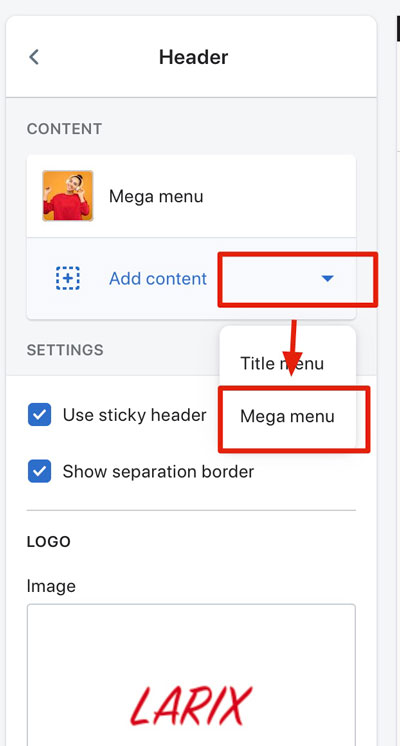 Header
CONTENT
Mega menu
Add content
Title menu
SETTINGS
Mega menu
Use sticky header
Show separation border
LOGO
Image
LARIX